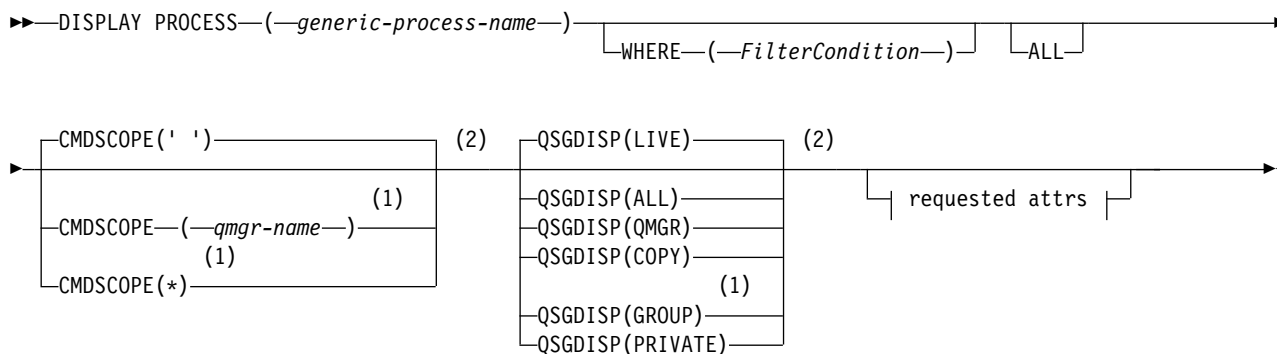 DISPLAY PROCESS ( generic-process-name )
WHERE ( FilterCondition ) ALL
CMDSCOPE(' ') (2) QSGDISP(LIVE) (2)
QSGDISP(ALL) requested attrs
(1)
CMDSCOPE ( qmgr-name ) QSGDISP(QMGR)
(1) QSGDISP(COPY)
CMDSCOPE(*) (1)
QSGDISP(GROUP)
QSGDISP(PRIVATE)